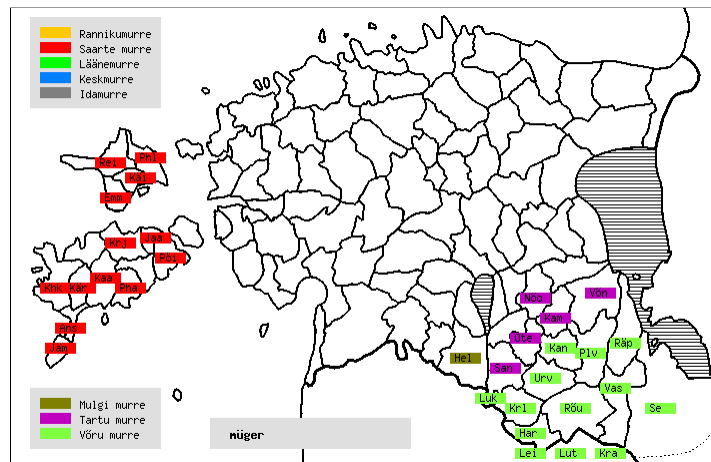 Rannikumurre
Saarte murre
Läänemurre
Keskmurre
Idamurre
Rei Phl
Käi
Emm
Krj Jaa
Pöi
Khk Kär Kaa Pha
Ans
Jäm
Nõo Võn
Kam
Ote Kan Plv Räp
Hel San
Urv
Vas
Luk Krl Rõu Se
Har
Lei Lut Kra
Mulgi murre
Tartu murre
Võru murre
müger